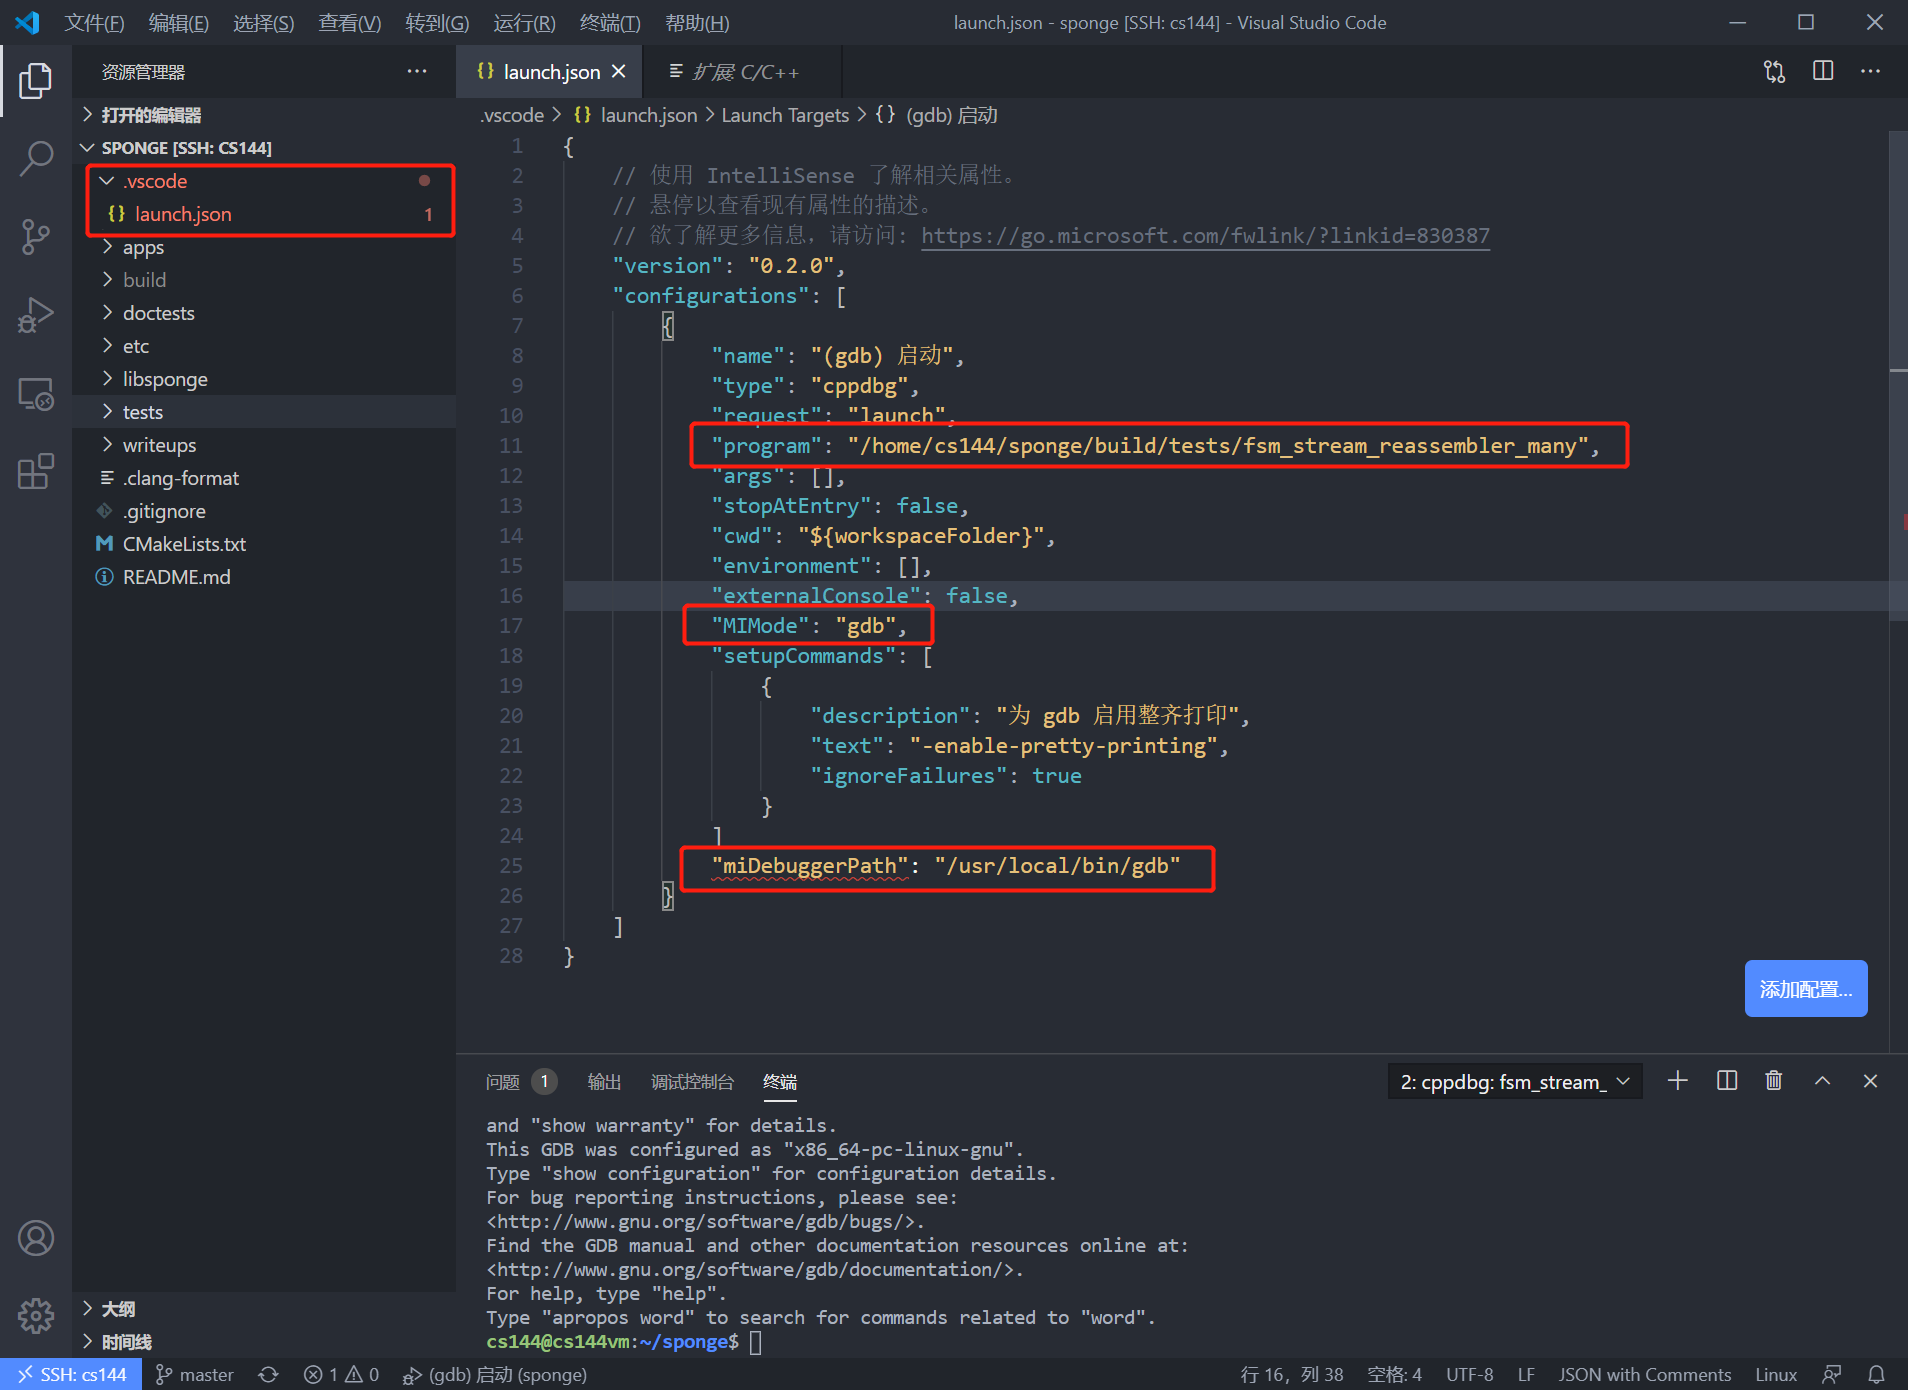 文件(F) 编辑(E) 选择(S) 查看(V) 转到(G) 运行(R) 终端(T) 帮助(H) launch.json - sponge [SSH: cs144] - Visual Studio Code
资源管理器
打开的编辑器
SPONGE [SSH: CS144]
.vscode
{} launch.json 1
apps
build
doctests
etc
libsponge
tests
writeups
.clang-format
.gitignore
CMakeLists.txt
README.md
大纲
时间线
{} launch.json 扩展 C/C++
.vscode > {} launch.json > Launch Targets > {} (gdb) 启动
1 {
2 // 使用 IntelliSense 了解相关属性。
3 // 悬停以查看现有属性的描述。
4 // 欲了解更多信息，请访问: https://go.microsoft.com/fwlink/?linkid=830387
5 "version": "0.2.0",
6 "configurations": [
7 {
8 "name": "(gdb) 启动",
9 "type": "cppdbg",
10 "request": "launch",
11 "program": "/home/cs144/sponge/build/tests/fsm_stream_reassembler_many",
12 "args": [],
13 "stopAtEntry": false,
14 "cwd": "${workspaceFolder}",
15 "environment": [],
16 "externalConsole": false,
17 "MIMode": "gdb",
18 "setupCommands": [
19 {
20 "description": "为 gdb 启用整齐打印",
21 "text": "-enable-pretty-printing",
22 "ignoreFailures": true
23 }
24 ]
25 "miDebuggerPath": "/usr/local/bin/gdb"
26 }
27 ]
28 }
添加配置...
问题 1 输出 调试控制台 终端 2: cppdbg: fsm_stream_
and "show warranty" for details.
This GDB was configured as "x86_64-pc-linux-gnu".
Type "show configuration" for configuration details.
For bug reporting instructions, please see:
<http://www.gnu.org/software/gdb/bugs/>.
Find the GDB manual and other documentation resources online at:
<http://www.gnu.org/software/gdb/documentation/>.
For help, type "help".
Type "apropos word" to search for commands related to "word".
cs144@cs144vm:~/sponge$
SSH: cs144 master 1 0 (gdb) 启动 (sponge) 行 16，列 38 空格: 4 UTF-8 LF JSON with Comments Linux